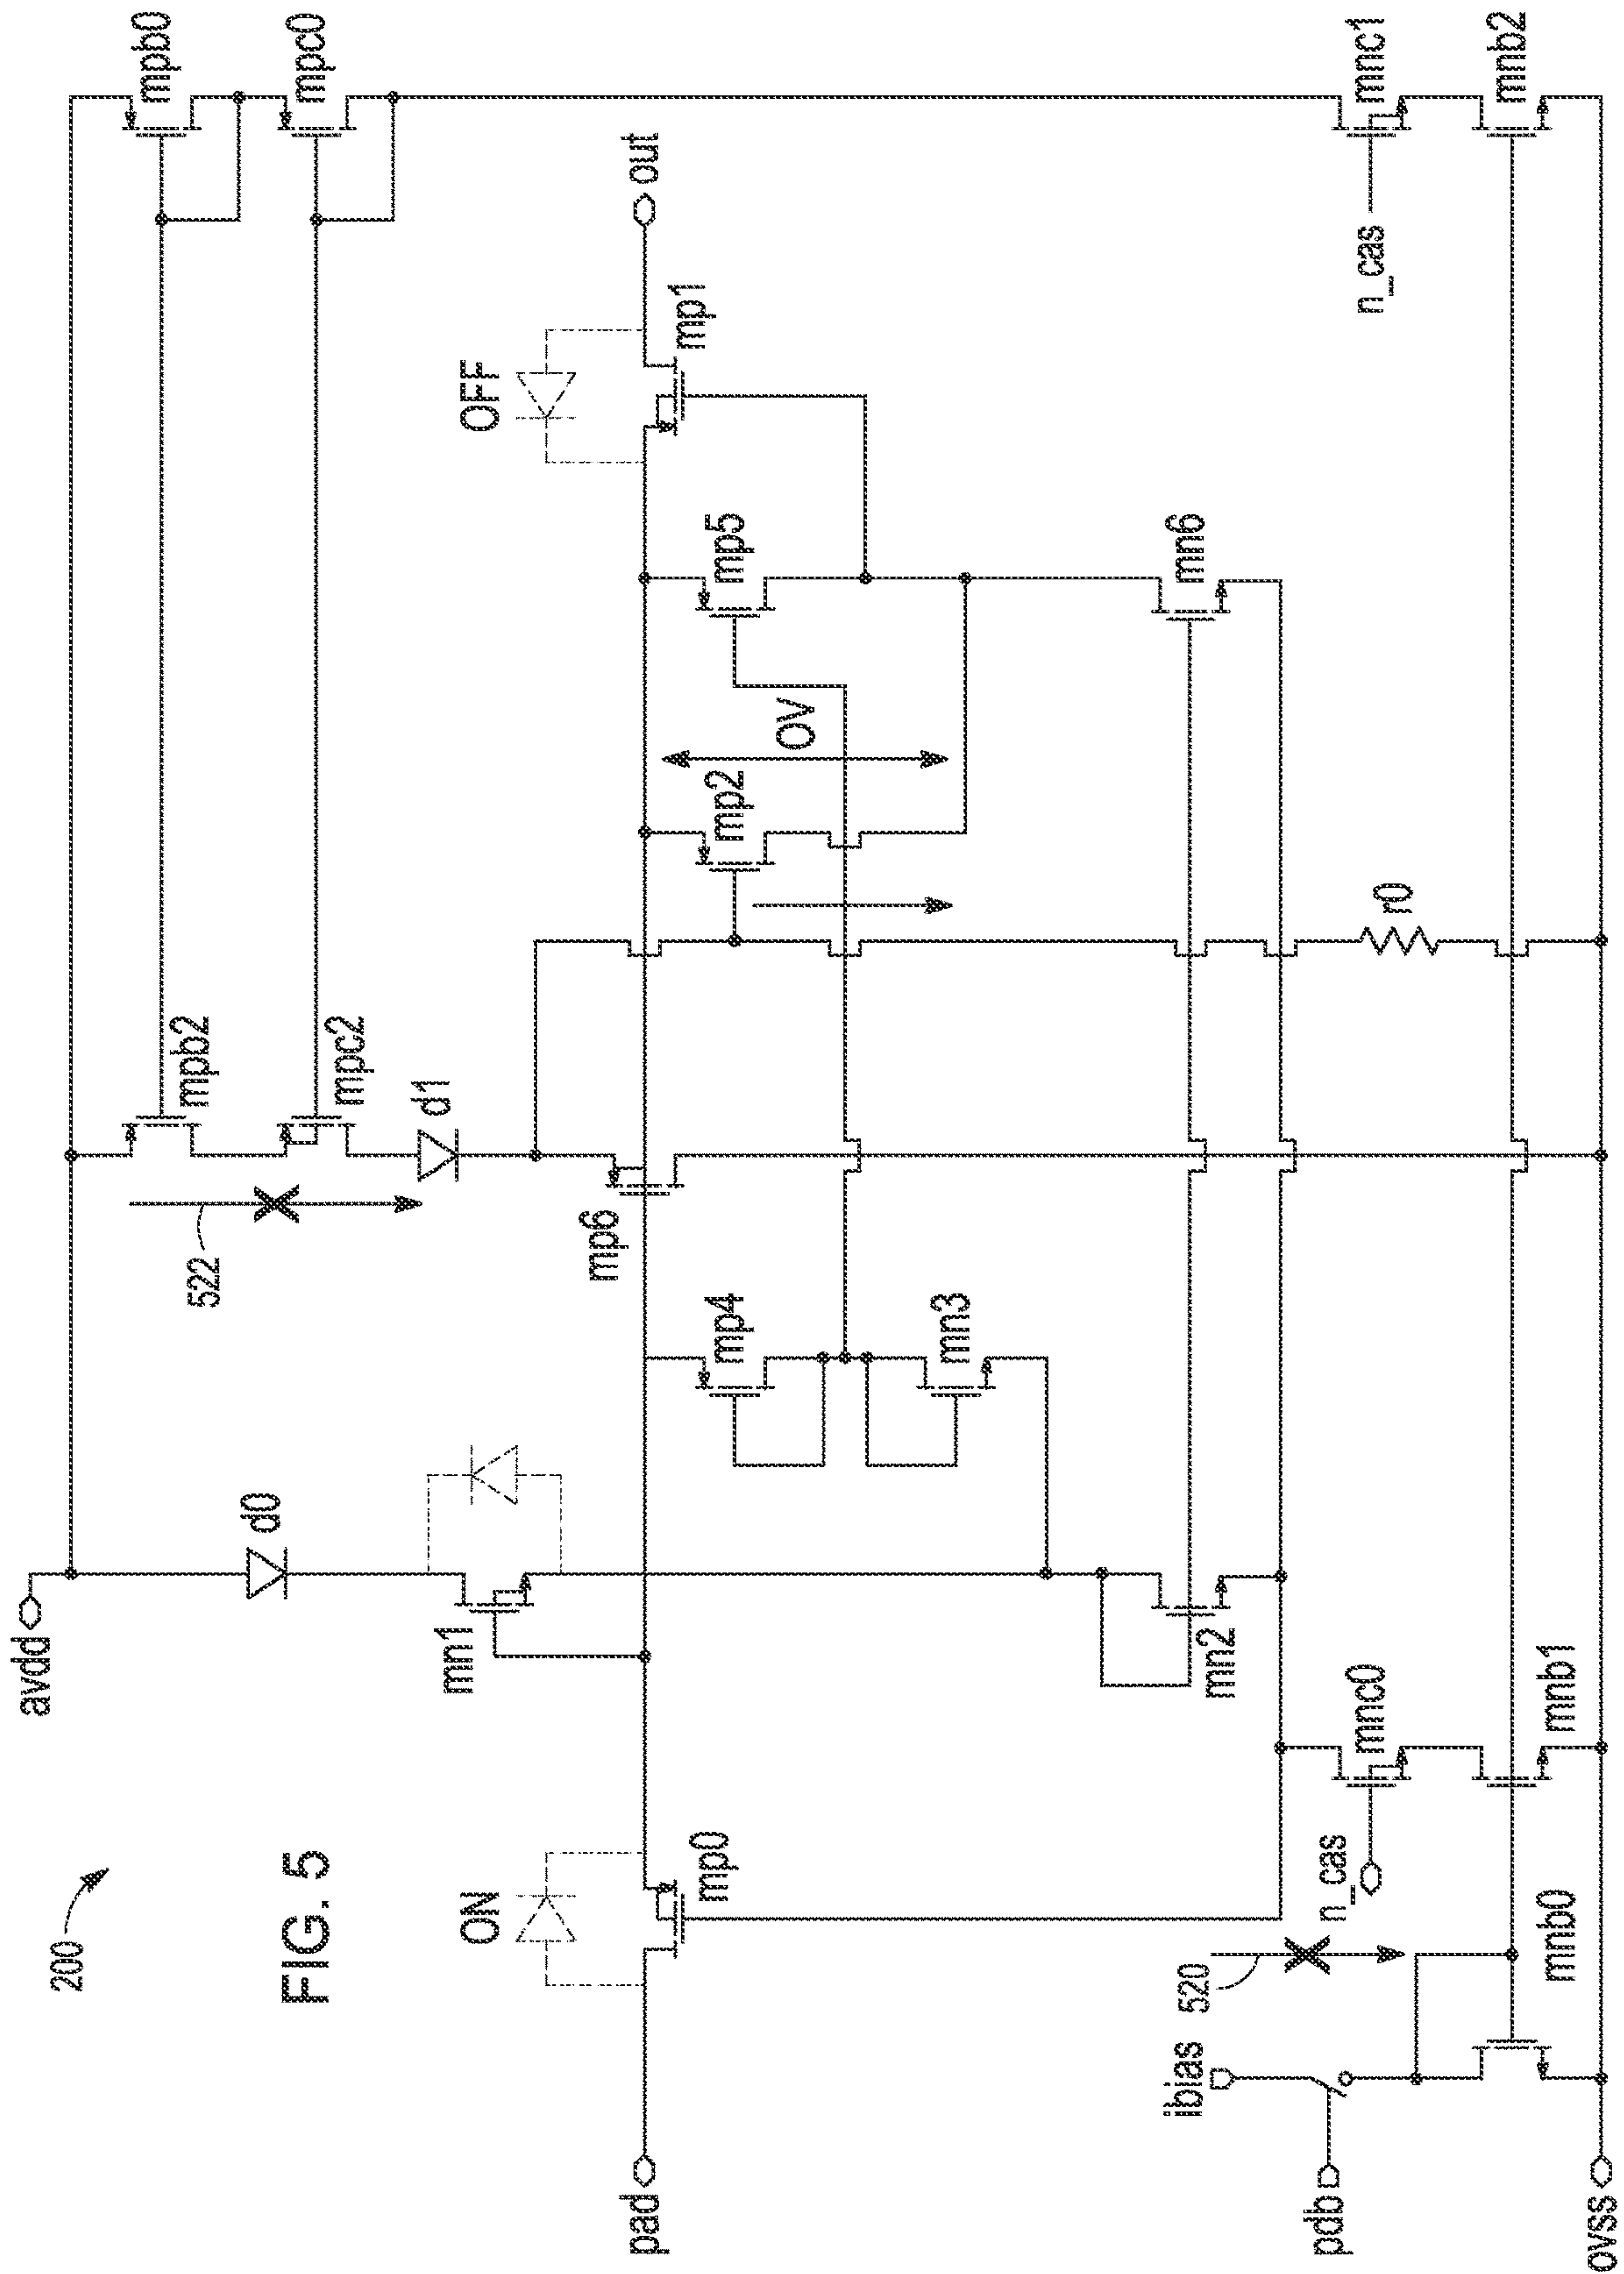 200
FIG. 5
avdd
d0
mn1
522
mpb2
mpc2
d1
mp6
mpb0
mpc0
pad
ON
mp0
mp4
mn3
mp2
0V
mp5
OFF
mp1
out
pdb
ibias
520
n_cas
mnc0
mn2
mn6
r0
n_cas
mnc1
ovss
mnb0
mnb1
mnb2